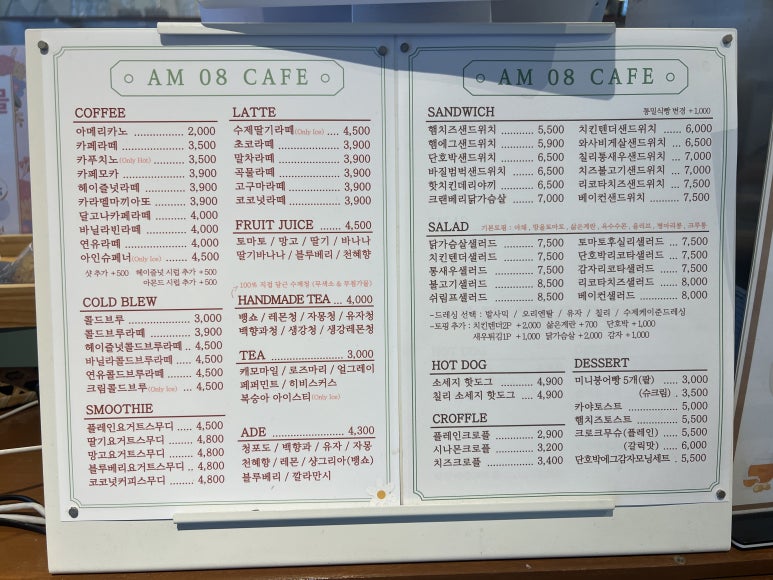 AM 08 CAFE
COFFEE
아메리카노 2,000
카페라떼 3,500
카푸치노(Only Hot) 3,500
카페모카 3,900
헤이즐넛라떼 3,900
카라멜마끼아또 3,900
달고나카페라떼 4,000
바닐라빈라떼 4,000
연유라떼 4,000
아인슈페너(Only Ice) 4,500
샷 추가 +500 헤이즐넛 시럽 추가 +500
아몬드 시럽 추가 +500
COLD BLEW
콜드브루 3,000
콜드브루라떼 3,900
헤이즐넛콜드브루라떼 4,500
바닐라콜드브루라떼 4,500
연유콜드브루라떼 4,500
크림콜드브루(Only Ice) 4,500
SMOOTHIE
플레인요거트스무디 4,500
딸기요거트스무디 4,800
망고요거트스무디 4,800
블루베리요거트스무디 4,800
코코넛커피스무디 4,800
LATTE
수제딸기라떼(Only Ice) 4,500
초코라떼 3,900
말차라떼 3,900
곡물라떼 3,900
고구마라떼 3,900
코코넛라떼 3,900
FRUIT JUICE 4,500
토마토 / 망고 / 딸기 / 바나나
딸기바나나 / 블루베리 / 천혜향
100% 직접 담근 수제청 (무색소 & 무첨가물)
HANDMADE TEA 4,000
뱅쇼 / 레몬청 / 자몽청 / 유자청
백향과청 / 생강청 / 생강레몬청
TEA 3,000
캐모마일 / 로즈마리 / 얼그레이
페퍼민트 / 히비스커스
복숭아 아이스티(Only Ice)
ADE 4,300
청포도 / 백향과 / 유자 / 자몽
천혜향 / 레몬 / 샹그리아(뱅쇼)
블루베리 / 깔라만시
AM 08 CAFE
SANDWICH 통밀식빵 변경 +1,000
햄치즈샌드위치 5,500
햄에그샌드위치 5,900
단호박샌드위치 6,500
바질범벅샌드위치 6,500
핫치킨데리야끼 6,500
크랜베리닭가슴살 7,000
치킨텐더샌드위치 6,000
와사비게살샌드위치 6,500
칠리통새우샌드위치 7,000
치즈불고기샌드위치 7,000
리코타치즈샌드위치 7,500
베이컨샌드위치 7,500
SALAD 기본토핑 : 야채, 방울토마토, 삶은계란, 옥수수콘, 올리브, 병아리콩, 크루통
닭가슴살샐러드 7,500
치킨텐더샐러드 7,500
통새우샐러드 7,500
불고기샐러드 8,500
쉬림프샐러드 8,500
토마토후실리샐러드 7,500
단호박리코타샐러드 7,500
감자리코타샐러드 7,500
리코타치즈샐러드 8,000
베이컨샐러드 8,000
-드레싱 선택 : 발사믹 / 오리엔탈 / 유자 / 칠리 / 수제케이준드레싱
-토핑 추가 : 치킨텐더2P +2,000 삶은계란 +700 단호박 +1,000
새우튀김1P +1,000 닭가슴살 +2,000 감자 +1,000
HOT DOG
소세지 핫도그 4,900
칠리 소세지 핫도그 4,900
CROFFLE
플레인크로플 2,900
시나몬크로플 3,200
치즈크로플 3,400
DESSERT
미니붕어빵 5개(팥) 3,000
(슈크림) 3,500
카야토스트 5,000
햄치즈토스트 5,000
크로크무슈(플레인) 5,500
(갈릭맛) 6,000
단호박에그감자모닝세트 5,500